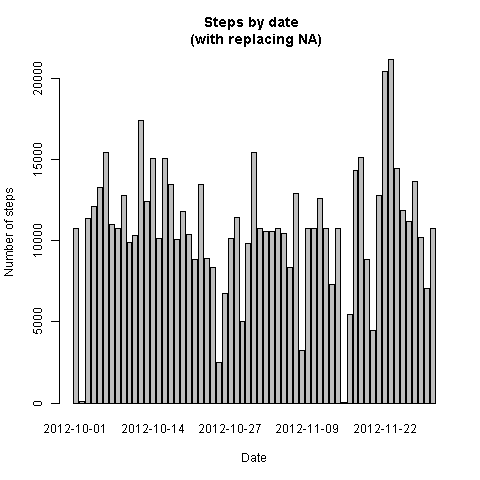 Steps by date
(with replacing NA)
20000
15000
10000
5000
0
Number of steps
2012-10-01 2012-10-14 2012-10-27 2012-11-09 2012-11-22
Date